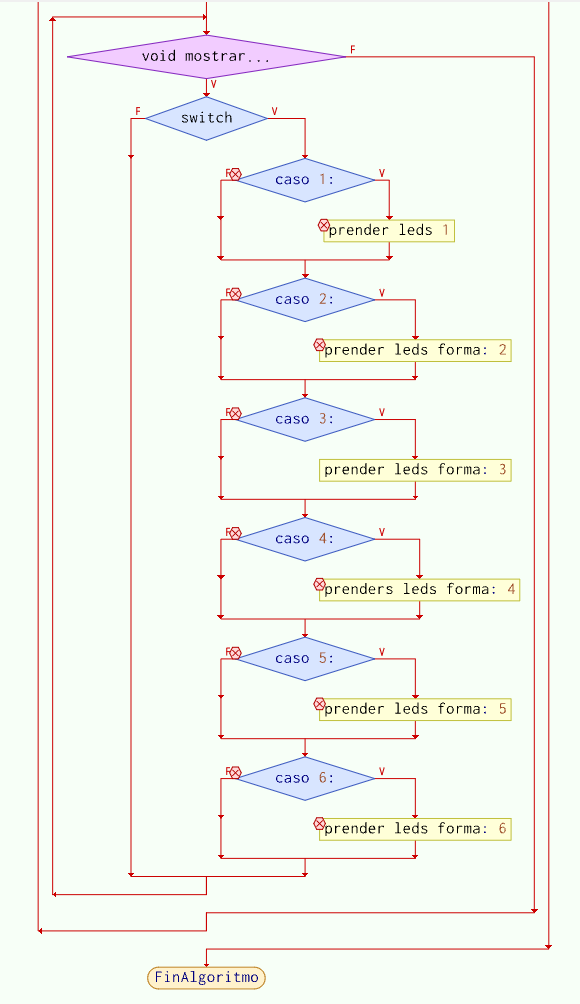 void mostrar...
F
V
F
switch
V
F
caso 1:
V
prender leds 1
F
caso 2:
V
prender leds forma: 2
F
caso 3:
V
prender leds forma: 3
F
caso 4:
V
prenders leds forma: 4
F
caso 5:
V
prender leds forma: 5
F
caso 6:
V
prender leds forma: 6
FinAlgoritmo